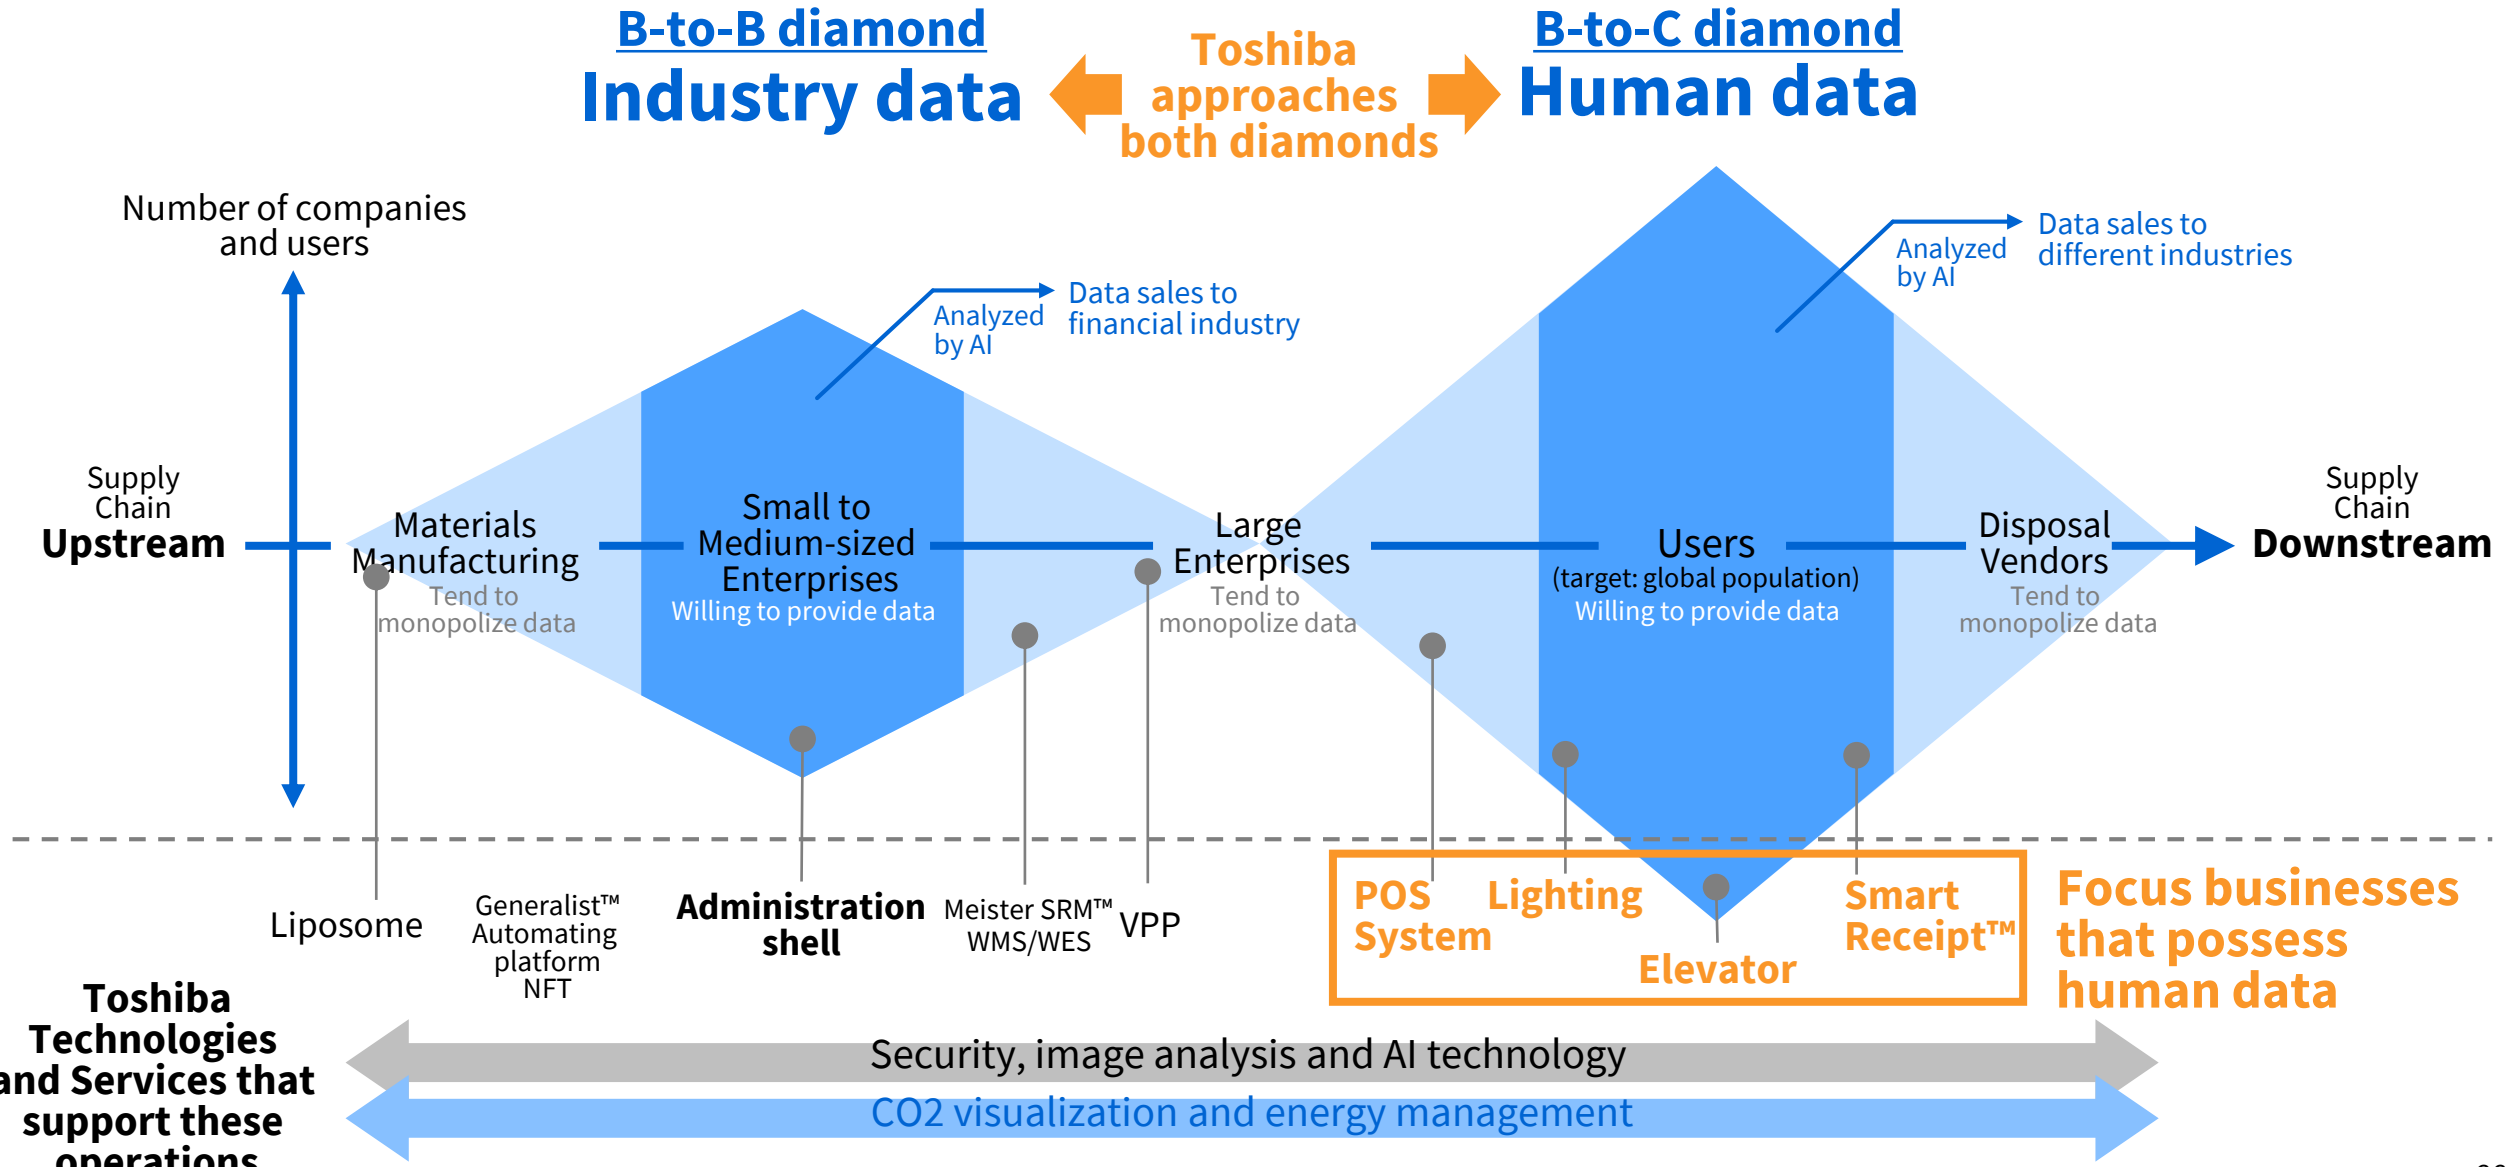 B-to-B diamond
Industry data
Toshiba
approaches
both diamonds
B-to-C diamond
Human data
Number of companies
and users
Analyzed
by AI
Data sales to
financial industry
Analyzed
by AI
Data sales to
different industries
Supply
Chain
Upstream
Materials
Manufacturing
Tend to
monopolize data
Small to
Medium-sized
Enterprises
Willing to provide data
Large
Enterprises
Tend to
monopolize data
Users
(target: global population)
Willing to provide data
Disposal
Vendors
Tend to
monopolize data
Supply
Chain
Downstream
Liposome
Generalist™
Automating
platform
NFT
Administration
shell
Meister SRM™
WMS/WES
VPP
POS
System
Lighting
Elevator
Smart
Receipt™
Focus businesses
that possess
human data
Toshiba
Technologies
and Services that
support these
operations
Security, image analysis and AI technology
CO2 visualization and energy management